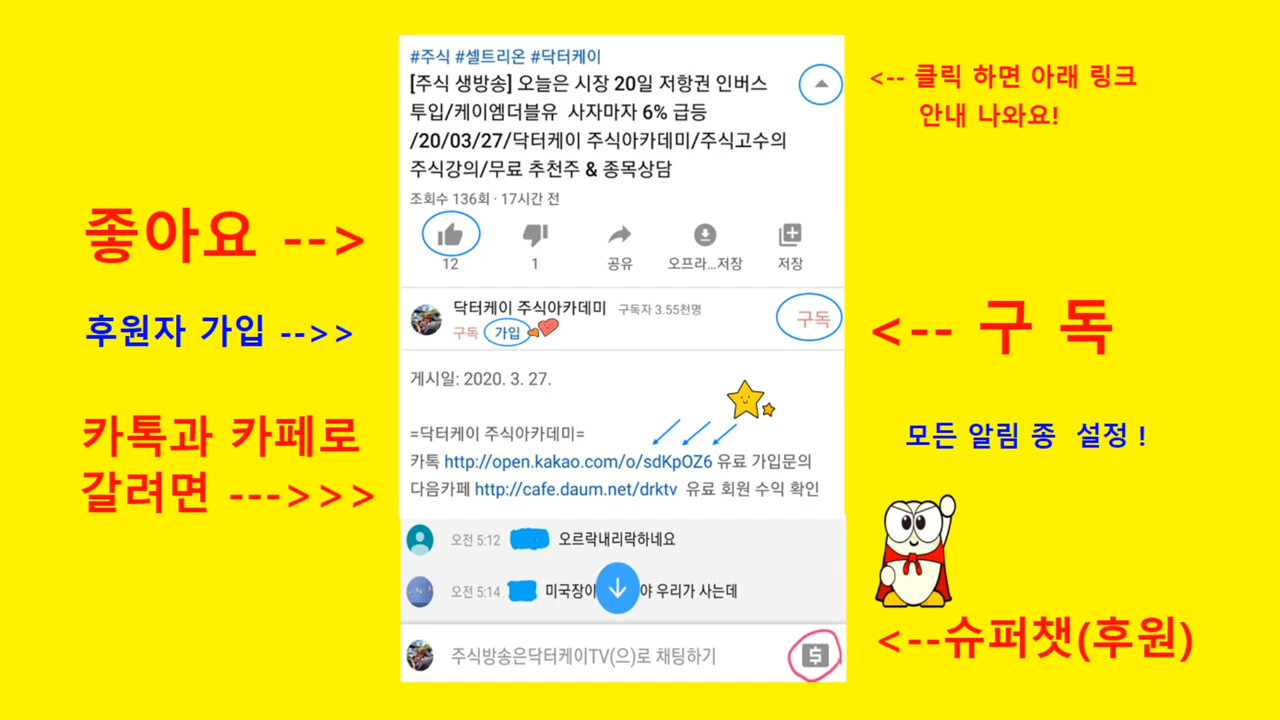 #주식 #셀트리온 #닥터케이
[주식 생방송] 오늘은 시장 20일 저항권 인버스
투입/케이엠더블유 사자마자 6% 급등
/20/03/27/닥터케이 주식아카데미/주식고수의
주식강의/무료 추천주 & 종목상담
조회수 136회 · 17시간 전
<-- 클릭 하면 아래 링크
안내 나와요!
좋아요 -->
12
1
공유
오프라...저장
저장
후원자 가입 -->>
닥터케이 주식아카데미 구독자 3.55천명
구독 가입
구독
<-- 구 독
게시일: 2020. 3. 27.
카톡과 카페로
갈려면 --->>>
=닥터케이 주식아카데미=
카톡 http://open.kakao.com/o/sdKpOZ6 유료 가입문의
다음카페 http://cafe.daum.net/drktv 유료 회원 수익 확인
모든 알림 종 설정 !
오전 5:12 오르락내리락하네요
오전 5:14 미국장이 야 우리가 사는데
주식방송은닥터케이TV(으)로 채팅하기
$
<--슈퍼챗(후원)